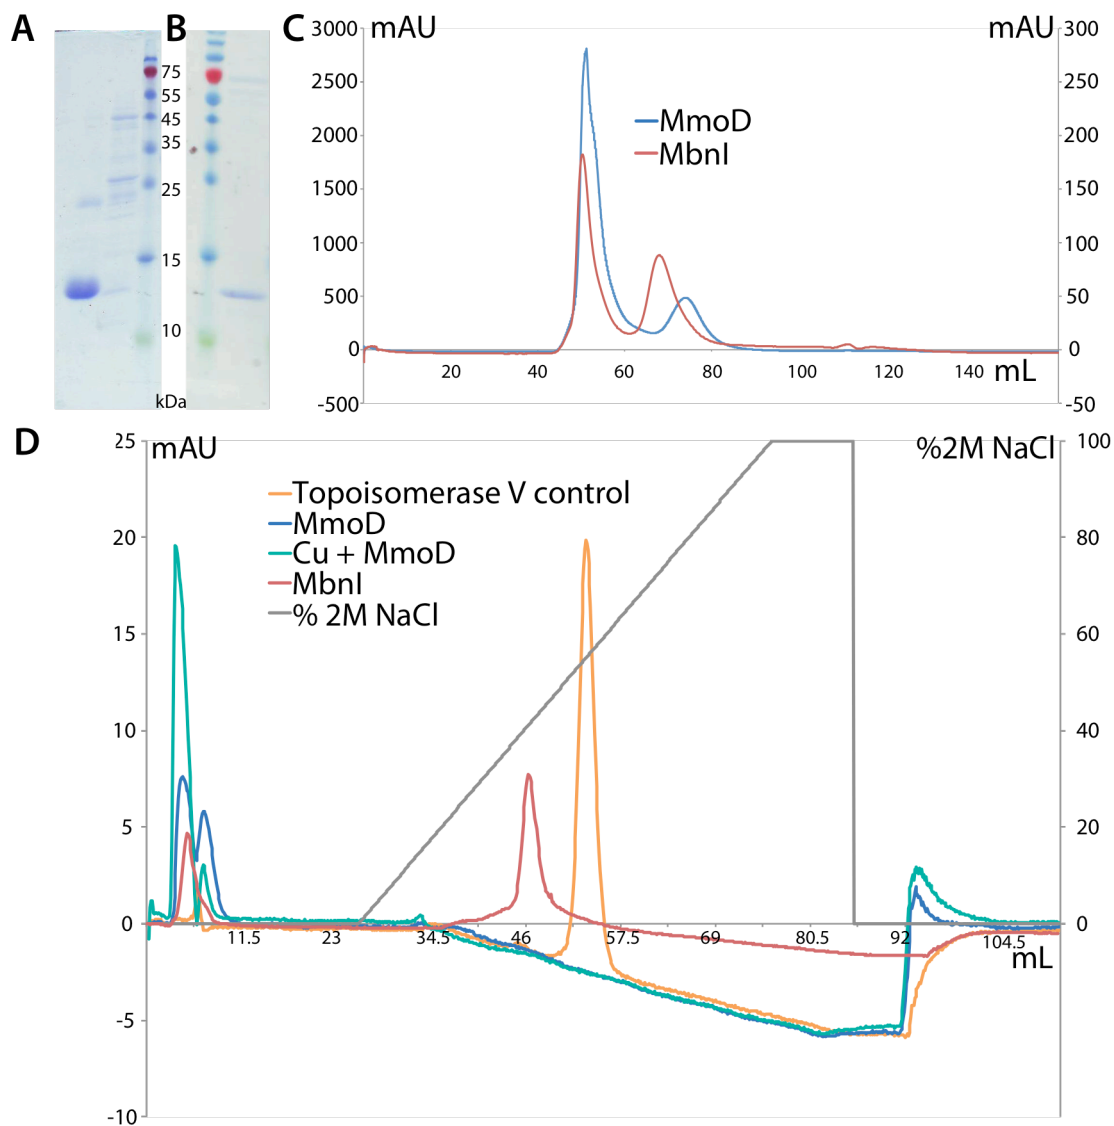 A
B
75
55
45
35
25
15
10
kDa
C
mAU
mAU
3000
2500
2000
1500
1000
500
0
-500
300
250
200
150
100
50
0
-50
MmoD
MbnI
20
40
60
80
100
120
140
mL
D
mAU
%2M NaCl
25
20
15
10
5
0
-5
-10
100
80
60
40
20
0
Topoisomerase V control
MmoD
Cu + MmoD
MbnI
% 2M NaCl
11.5
23
34.5
46
57.5
69
80.5
92
104.5
mL